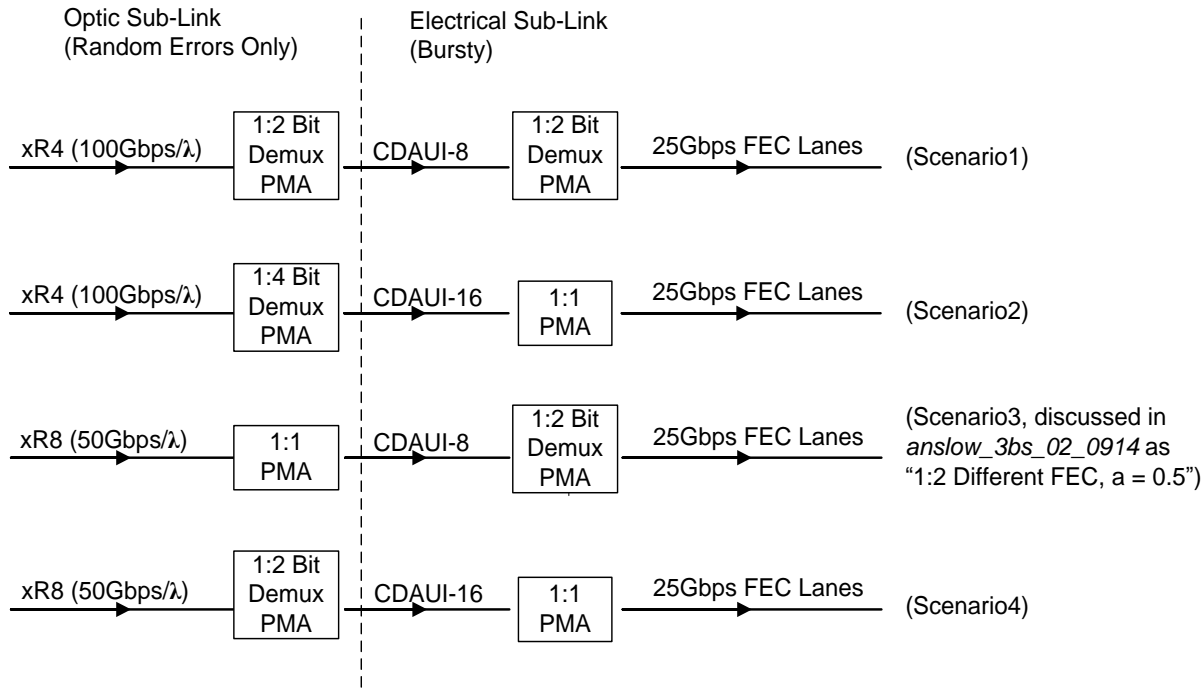 Optic Sub-Link
(Random Errors Only)
Electrical Sub-Link
(Bursty)
xR4 (100Gbps/λ)
1:2 Bit
Demux
PMA
CDAUI-8
1:2 Bit
Demux
PMA
25Gbps FEC Lanes
(Scenario1)
xR4 (100Gbps/λ)
1:4 Bit
Demux
PMA
CDAUI-16
1:1
PMA
25Gbps FEC Lanes
(Scenario2)
xR8 (50Gbps/λ)
1:1
PMA
CDAUI-8
1:2 Bit
Demux
PMA
25Gbps FEC Lanes
(Scenario3, discussed in
anslow_3bs_02_0914 as
“1:2 Different FEC, a = 0.5”)
xR8 (50Gbps/λ)
1:2 Bit
Demux
PMA
CDAUI-16
1:1
PMA
25Gbps FEC Lanes
(Scenario4)